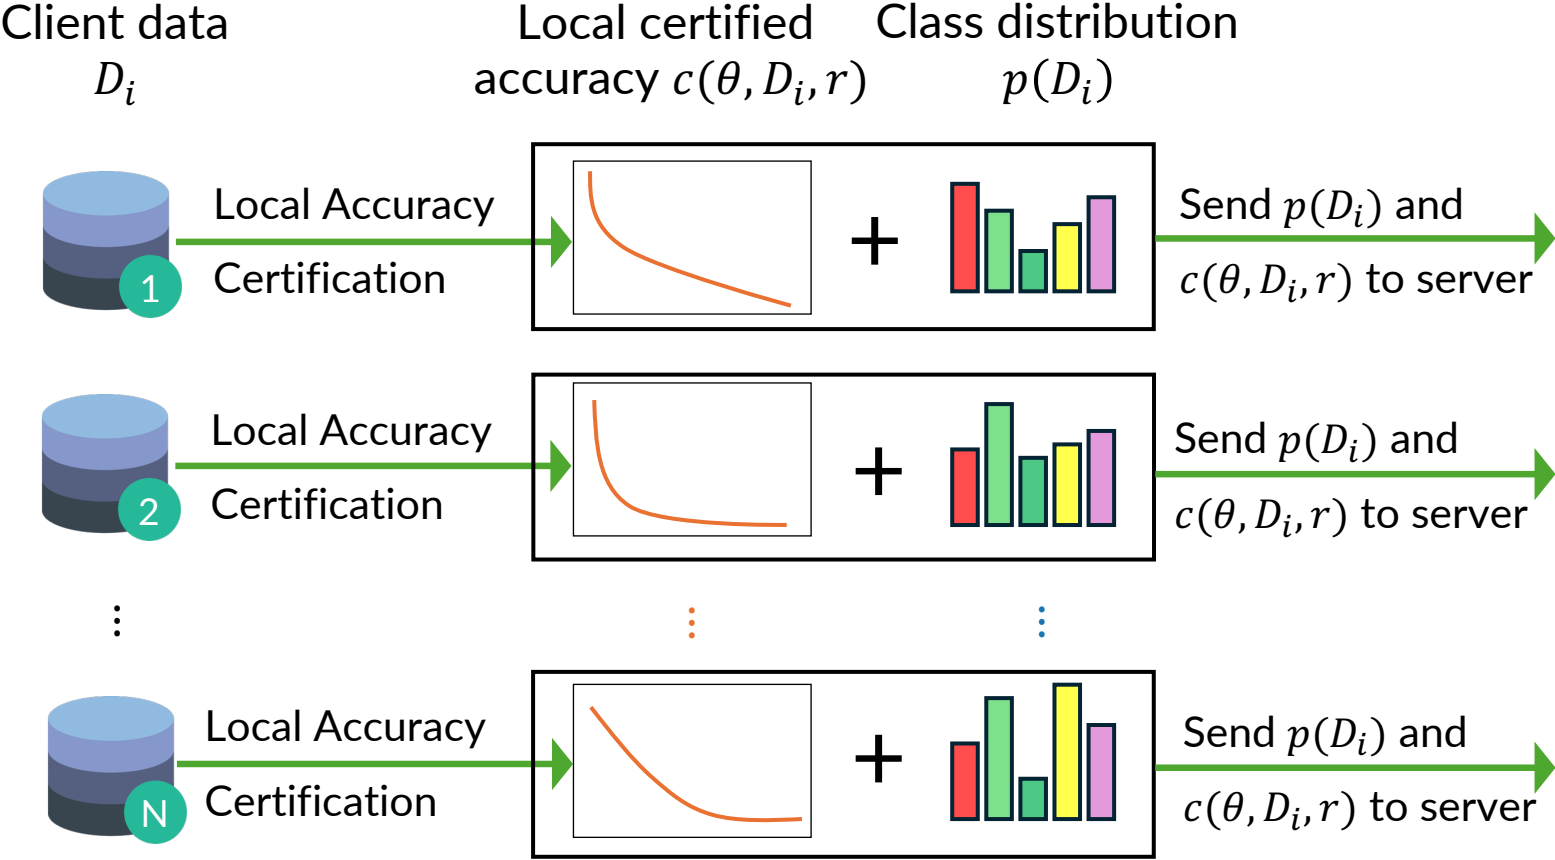 Client data
D_i
Local certified
accuracy c(θ, D_i, r)
Class distribution
p(D_i)
Local Accuracy
Certification
1
+
Send p(D_i) and
c(θ, D_i, r) to server
Local Accuracy
Certification
2
+
Send p(D_i) and
c(θ, D_i, r) to server
⋮
⋮
⋮
Local Accuracy
Certification
N
+
Send p(D_i) and
c(θ, D_i, r) to server